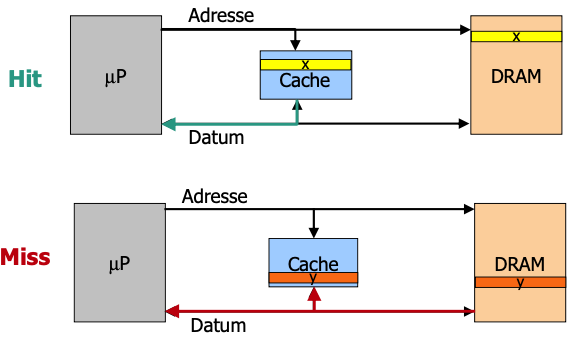 Adresse
x
x
Hit
μP
Cache
DRAM
Datum
Adresse
Miss
μP
Cache
DRAM
y
y
Datum